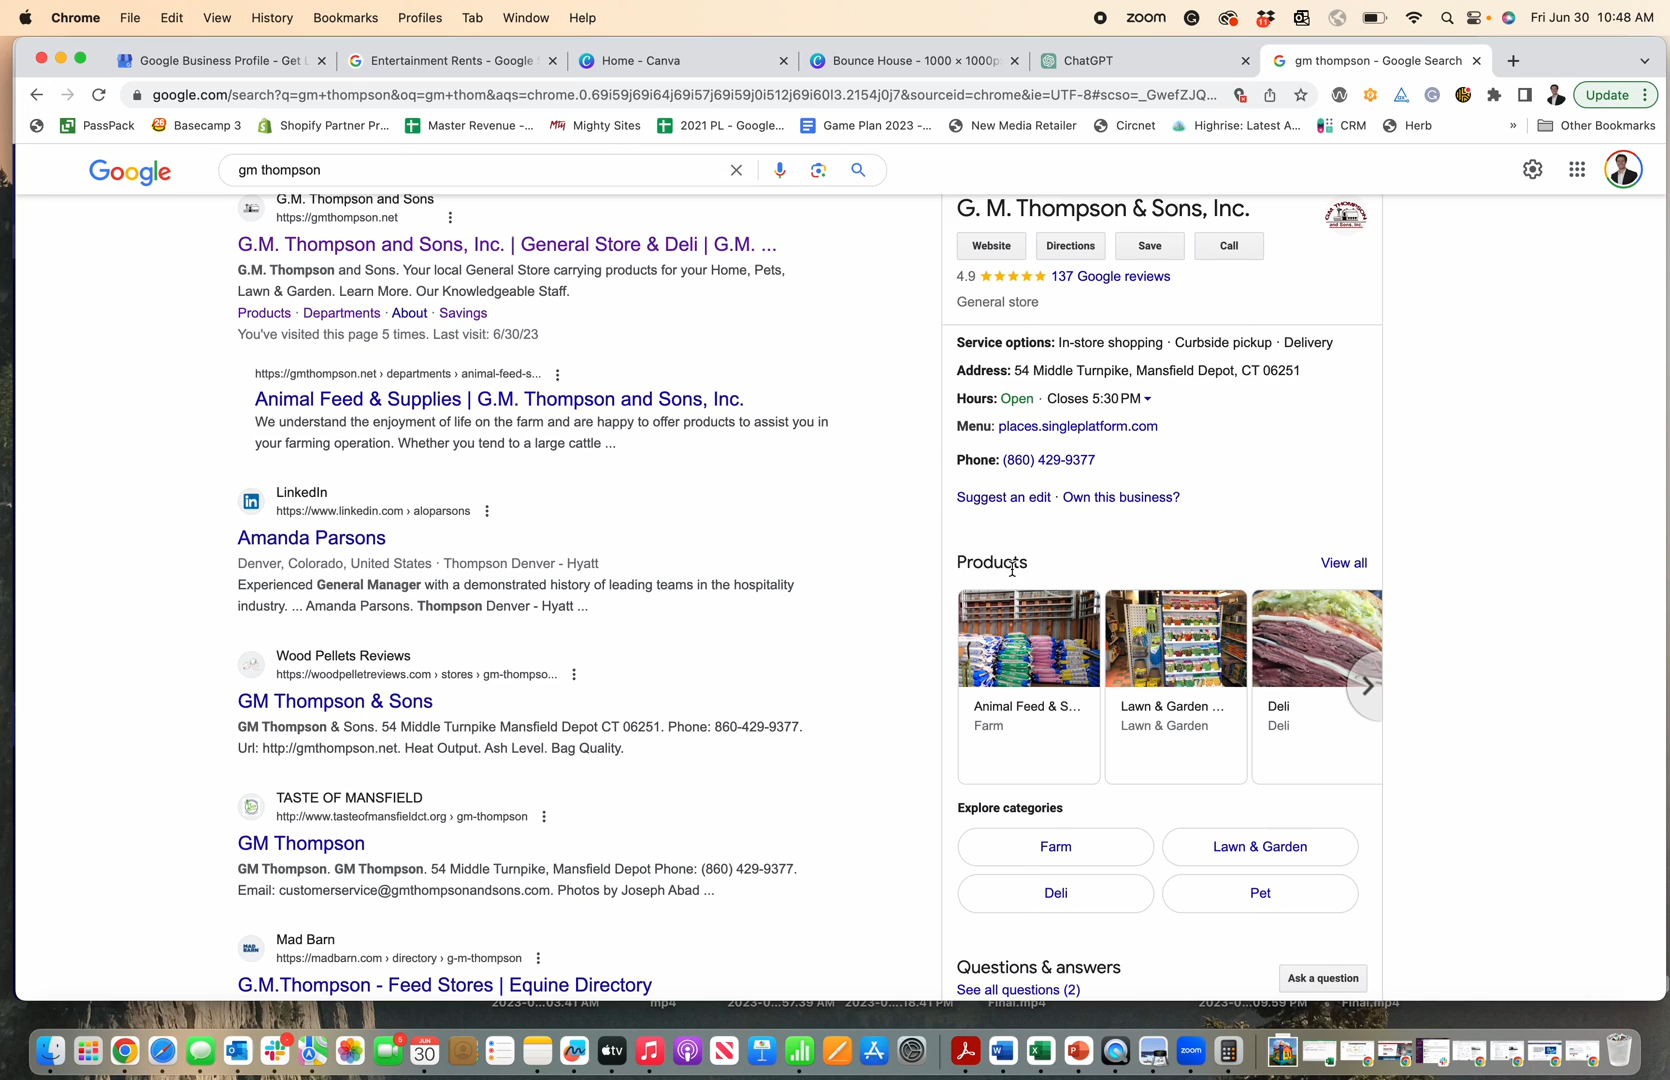 Chrome File Edit View History Bookmarks Profiles Tab Window Help zoom 11 Fri Jun 30 10:48 AM
Google Business Profile - Get Entertainment Rents - Google Home - Canva Bounce House - 1000 × 1000p ChatGPT gm thompson - Google Search
google.com/search?q=gm+thompson&oq=gm+thom&aqs=chrome.0.69i59j69i64j69i57j69i59j0i512j69i60l3.2154j0j7&sourceid=chrome&ie=UTF-8#scso=_GwefZJQ... Update
PassPack Basecamp 3 Shopify Partner Pr... Master Revenue -... Mighty Sites 2021 PL - Google... Game Plan 2023 -... New Media Retailer Circnet Highrise: Latest A... CRM Herb » Other Bookmarks
Google gm thompson
G.M. Thompson and Sons
https://gmthompson.net
G.M. Thompson and Sons, Inc. | General Store & Deli | G.M. ...
G.M. Thompson and Sons. Your local General Store carrying products for your Home, Pets,
Lawn & Garden. Learn More. Our Knowledgeable Staff.
Products · Departments · About · Savings
You've visited this page 5 times. Last visit: 6/30/23
https://gmthompson.net › departments › animal-feed-s...
Animal Feed & Supplies | G.M. Thompson and Sons, Inc.
We understand the enjoyment of life on the farm and are happy to offer products to assist you in
your farming operation. Whether you tend to a large cattle ...
LinkedIn
https://www.linkedin.com › aloparsons
Amanda Parsons
Denver, Colorado, United States · Thompson Denver - Hyatt
Experienced General Manager with a demonstrated history of leading teams in the hospitality
industry. ... Amanda Parsons. Thompson Denver - Hyatt ...
Wood Pellets Reviews
https://woodpelletreviews.com › stores › gm-thompso...
GM Thompson & Sons
GM Thompson & Sons. 54 Middle Turnpike Mansfield Depot CT 06251. Phone: 860-429-9377.
Url: http://gmthompson.net. Heat Output. Ash Level. Bag Quality.
TASTE OF MANSFIELD
http://www.tasteofmansfieldct.org › gm-thompson
GM Thompson
GM Thompson. GM Thompson. 54 Middle Turnpike, Mansfield Depot Phone: (860) 429-9377.
Email: customerservice@gmthompsonandsons.com. Photos by Joseph Abad ...
MAD BARN
Mad Barn
https://madbarn.com › directory › g-m-thompson
G.M.Thompson - Feed Stores | Equine Directory
G. M. Thompson & Sons, Inc.
G.M. THOMPSON
and Sons, Inc.
Website Directions Save Call
4.9 137 Google reviews
General store
Service options: In-store shopping · Curbside pickup · Delivery
Address: 54 Middle Turnpike, Mansfield Depot, CT 06251
Hours: Open · Closes 5:30 PM
Menu: places.singleplatform.com
Phone: (860) 429-9377
Suggest an edit · Own this business?
Products View all
Animal Feed & S... Lawn & Garden ... Deli
Farm Lawn & Garden Deli
Explore categories
Farm Lawn & Garden
Deli Pet
Questions & answers
See all questions (2)
Ask a question
5
JUN
30
tv
zoom